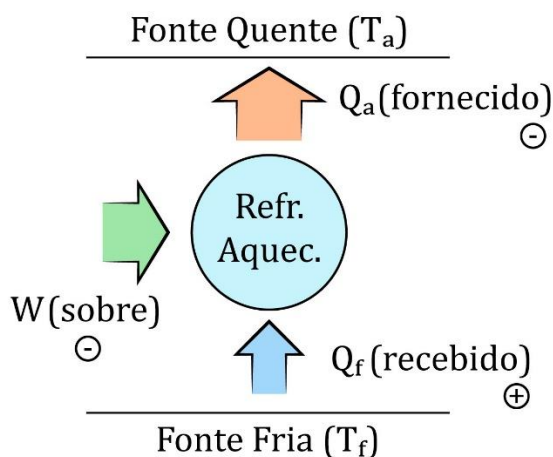 Fonte Quente (Tₐ)
Qₐ (fornecido)
⊖
Refr.
Aquec.
W (sobre)
⊖
Q_f (recebido)
⊕
Fonte Fria (T_f)